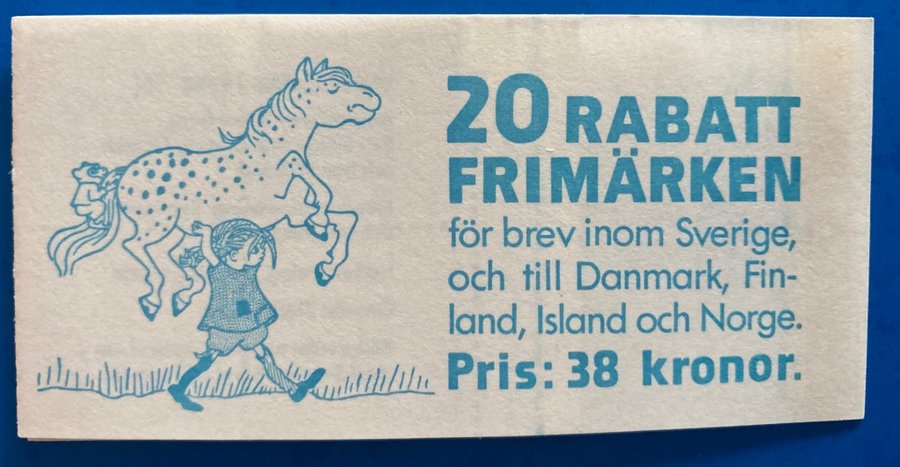 20 RABATT
FRIMÄRKEN
för brev inom Sverige,
och till Danmark, Fin-
land, Island och Norge.
Pris: 38 kronor.